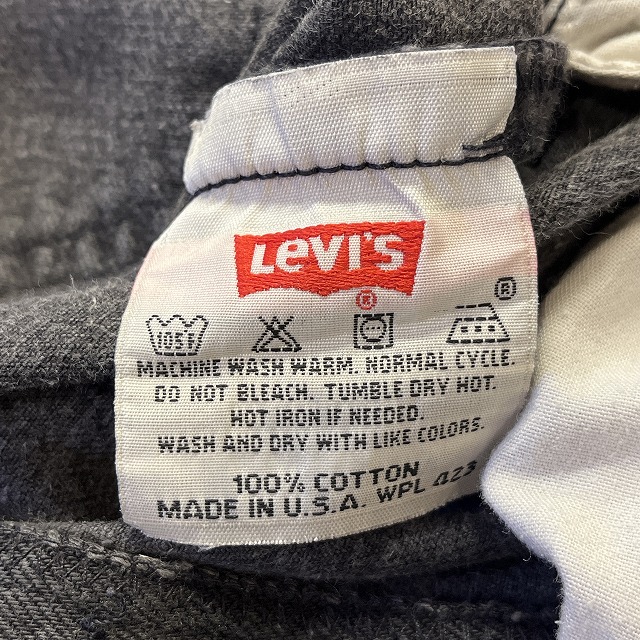 Levi's
®
®
105F
MACHINE WASH WARM. NORMAL CYCLE.
DO NOT BLEACH. TUMBLE DRY HOT.
HOT IRON IF NEEDED.
WASH AND DRY WITH LIKE COLORS.
100% COTTON
MADE IN U.S.A. WPL 423